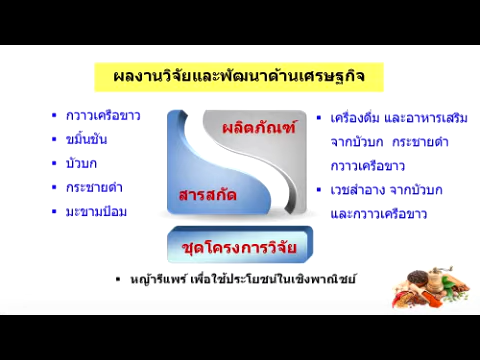 ผลงานวิจัยและพัฒนาด้านเศรษฐกิจ
กวาวเครือขาว
ขมิ้นชัน
บัวบก
กระชายดำ
มะขามป้อม
ผลิตภัณฑ์
สารสกัด
เครื่องดื่ม และอาหารเสริม
จากบัวบก กระชายดำ
กวาวเครือขาว
เวชสำอาง จากบัวบก
และกวาวเครือขาว
ชุดโครงการวิจัย
หญ้ารีแพร์ เพื่อใช้ประโยชน์ในเชิงพาณิชย์